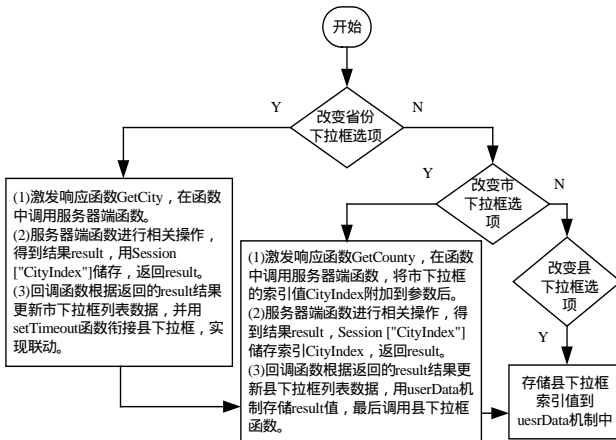 开始
Y
改变省份
下拉框选项
N
Y
改变市
下拉框选
项
N
(1)激发响应函数GetCity，在函数
中调用服务器端函数。
(2)服务器端函数进行相关操作，
得到结果result，用Session
["CityIndex"]储存，返回result。
(3)回调函数根据返回的result结果
更新市下拉框列表数据，并用
setTimeout函数衔接县下拉框，实
现联动。
(1)激发响应函数GetCounty，在函
数中调用服务器端函数，将市下拉框
的索引值CityIndex附加到参数后。
(2)服务器端函数进行相关操作，得
到结果result，Session ["CityIndex"]
储存索引CityIndex，返回result。
(3)回调函数根据返回的result结果更
新县下拉框列表数据，用userData机
制存储result值，最后调用县下拉框
函数。
改变县
下拉框选
项
Y
存储县下拉框
索引值到
uesrData机制中